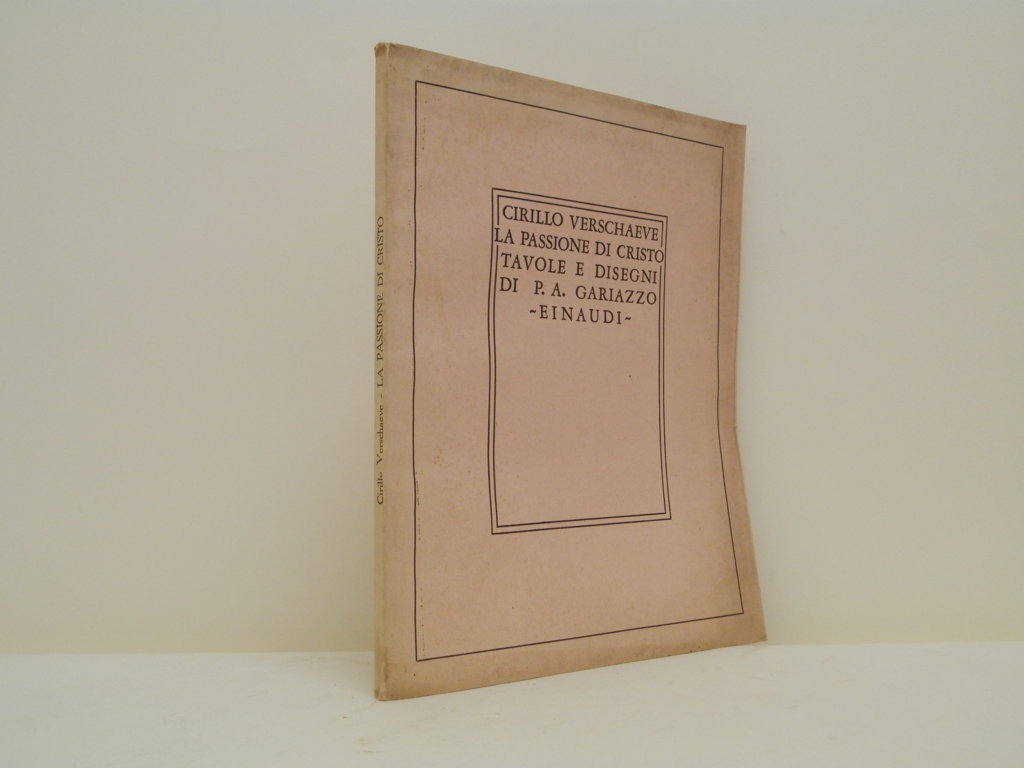 CIRILLO VERSCHAEVE
LA PASSIONE DI CRISTO
TAVOLE E DISEGNI
DI P. A. GARIAZZO
~EINAUDI~
Cirillo Verschaeve - LA PASSIONE DI CRISTO